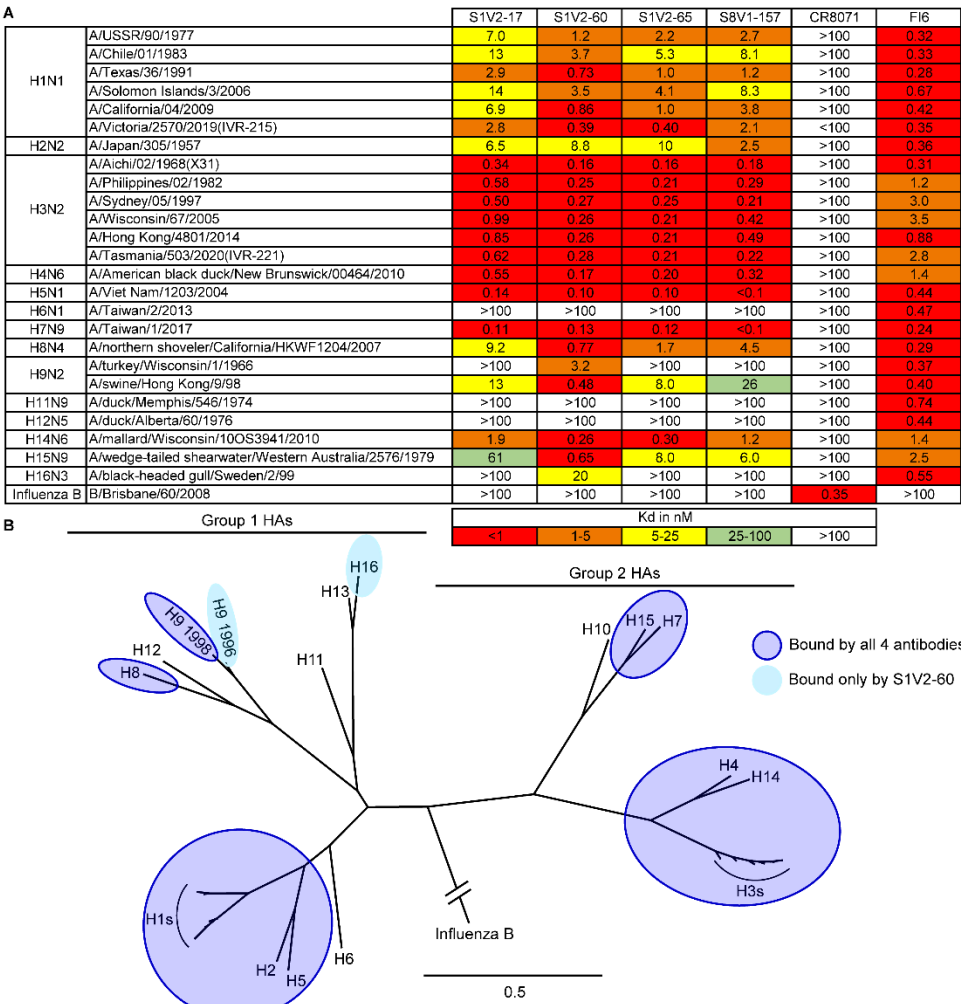 A
S1V2-17 S1V2-60 S1V2-65 S8V1-157 CR8071 FI6
H1N1 A/USSR/90/1977 7.0 1.2 2.2 2.7 >100 0.32
A/Chile/01/1983 13 3.7 5.3 8.1 >100 0.33
A/Texas/36/1991 2.9 0.73 1.0 1.2 >100 0.28
A/Solomon Islands/3/2006 14 3.5 4.1 8.3 >100 0.67
A/California/04/2009 6.9 0.86 1.0 3.8 >100 0.42
A/Victoria/2570/2019(IVR-215) 2.8 0.39 0.40 2.1 <100 0.35
H2N2 A/Japan/305/1957 6.5 8.8 10 2.5 >100 0.36
H3N2 A/Aichi/02/1968(X31) 0.34 0.16 0.16 0.18 >100 0.31
A/Philippines/02/1982 0.58 0.25 0.21 0.29 >100 1.2
A/Sydney/05/1997 0.50 0.27 0.25 0.21 >100 3.0
A/Wisconsin/67/2005 0.99 0.26 0.21 0.42 >100 3.5
A/Hong Kong/4801/2014 0.85 0.26 0.21 0.49 >100 0.88
A/Tasmania/503/2020(IVR-221) 0.62 0.28 0.21 0.22 >100 2.8
H4N6 A/American black duck/New Brunswick/00464/2010 0.55 0.17 0.20 0.32 >100 1.4
H5N1 A/Viet Nam/1203/2004 0.14 0.10 0.10 <0.1 >100 0.44
H6N1 A/Taiwan/2/2013 >100 >100 >100 >100 >100 0.47
H7N9 A/Taiwan/1/2017 0.11 0.13 0.12 <0.1 >100 0.24
H8N4 A/northern shoveler/California/HKWF1204/2007 9.2 0.77 1.7 4.5 >100 0.29
H9N2 A/turkey/Wisconsin/1/1966 >100 3.2 >100 >100 >100 0.37
A/swine/Hong Kong/9/98 13 0.48 8.0 26 >100 0.40
H11N9 A/duck/Memphis/546/1974 >100 >100 >100 >100 >100 0.74
H12N5 A/duck/Alberta/60/1976 >100 >100 >100 >100 >100 0.44
H14N6 A/mallard/Wisconsin/10OS3941/2010 1.9 0.26 0.30 1.2 >100 1.4
H15N9 A/wedge-tailed shearwater/Western Australia/2576/1979 61 0.65 8.0 6.0 >100 2.5
H16N3 A/black-headed gull/Sweden/2/99 >100 20 >100 >100 >100 0.55
Influenza B B/Brisbane/60/2008 >100 >100 >100 >100 0.35 >100
Kd in nM
<1 1-5 5-25 25-100 >100
B
Group 1 HAs
Group 2 HAs
H16
H13
H9 1998
H9 1996
H12
H8
H11
H10
H15
H7
Bound by all 4 antibodies
Bound only by S1V2-60
H4
H14
H3s
H1s
H2
H5
H6
Influenza B
0.5